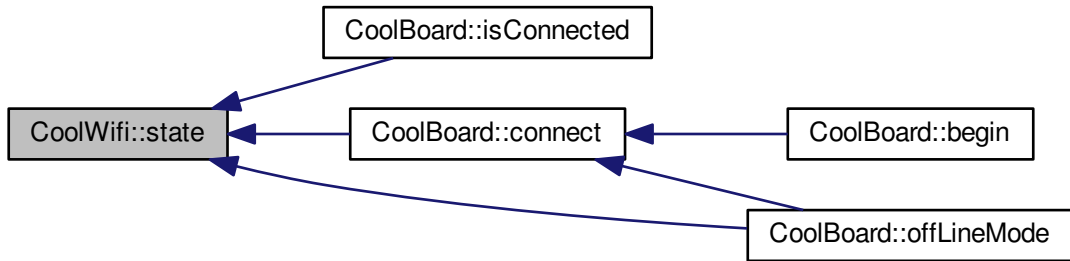 CoolBoard::isConnected
CoolWifi::state
CoolBoard::connect
CoolBoard::begin
CoolBoard::offLineMode